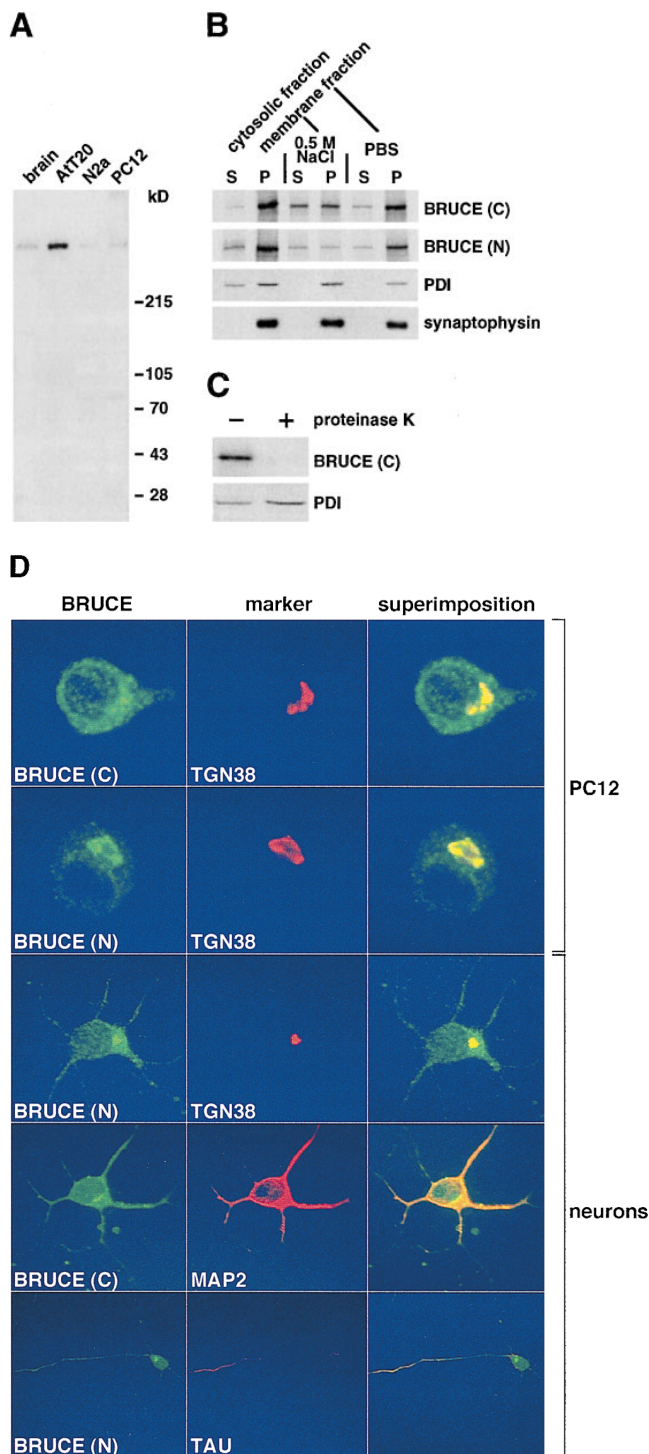 A
brain AtT20 N2a PC12
kD
–215
–105
– 70
– 43
– 28
B
cytosolic fraction
membrane fraction
0.5 M NaCl
PBS
S P S P S P
BRUCE (C)
BRUCE (N)
PDI
synaptophysin
C
– + proteinase K
BRUCE (C)
PDI
D
BRUCE marker superimposition
BRUCE (C) TGN38
BRUCE (N) TGN38
PC12
BRUCE (N) TGN38
BRUCE (C) MAP2
neurons
BRUCE (N) TAU